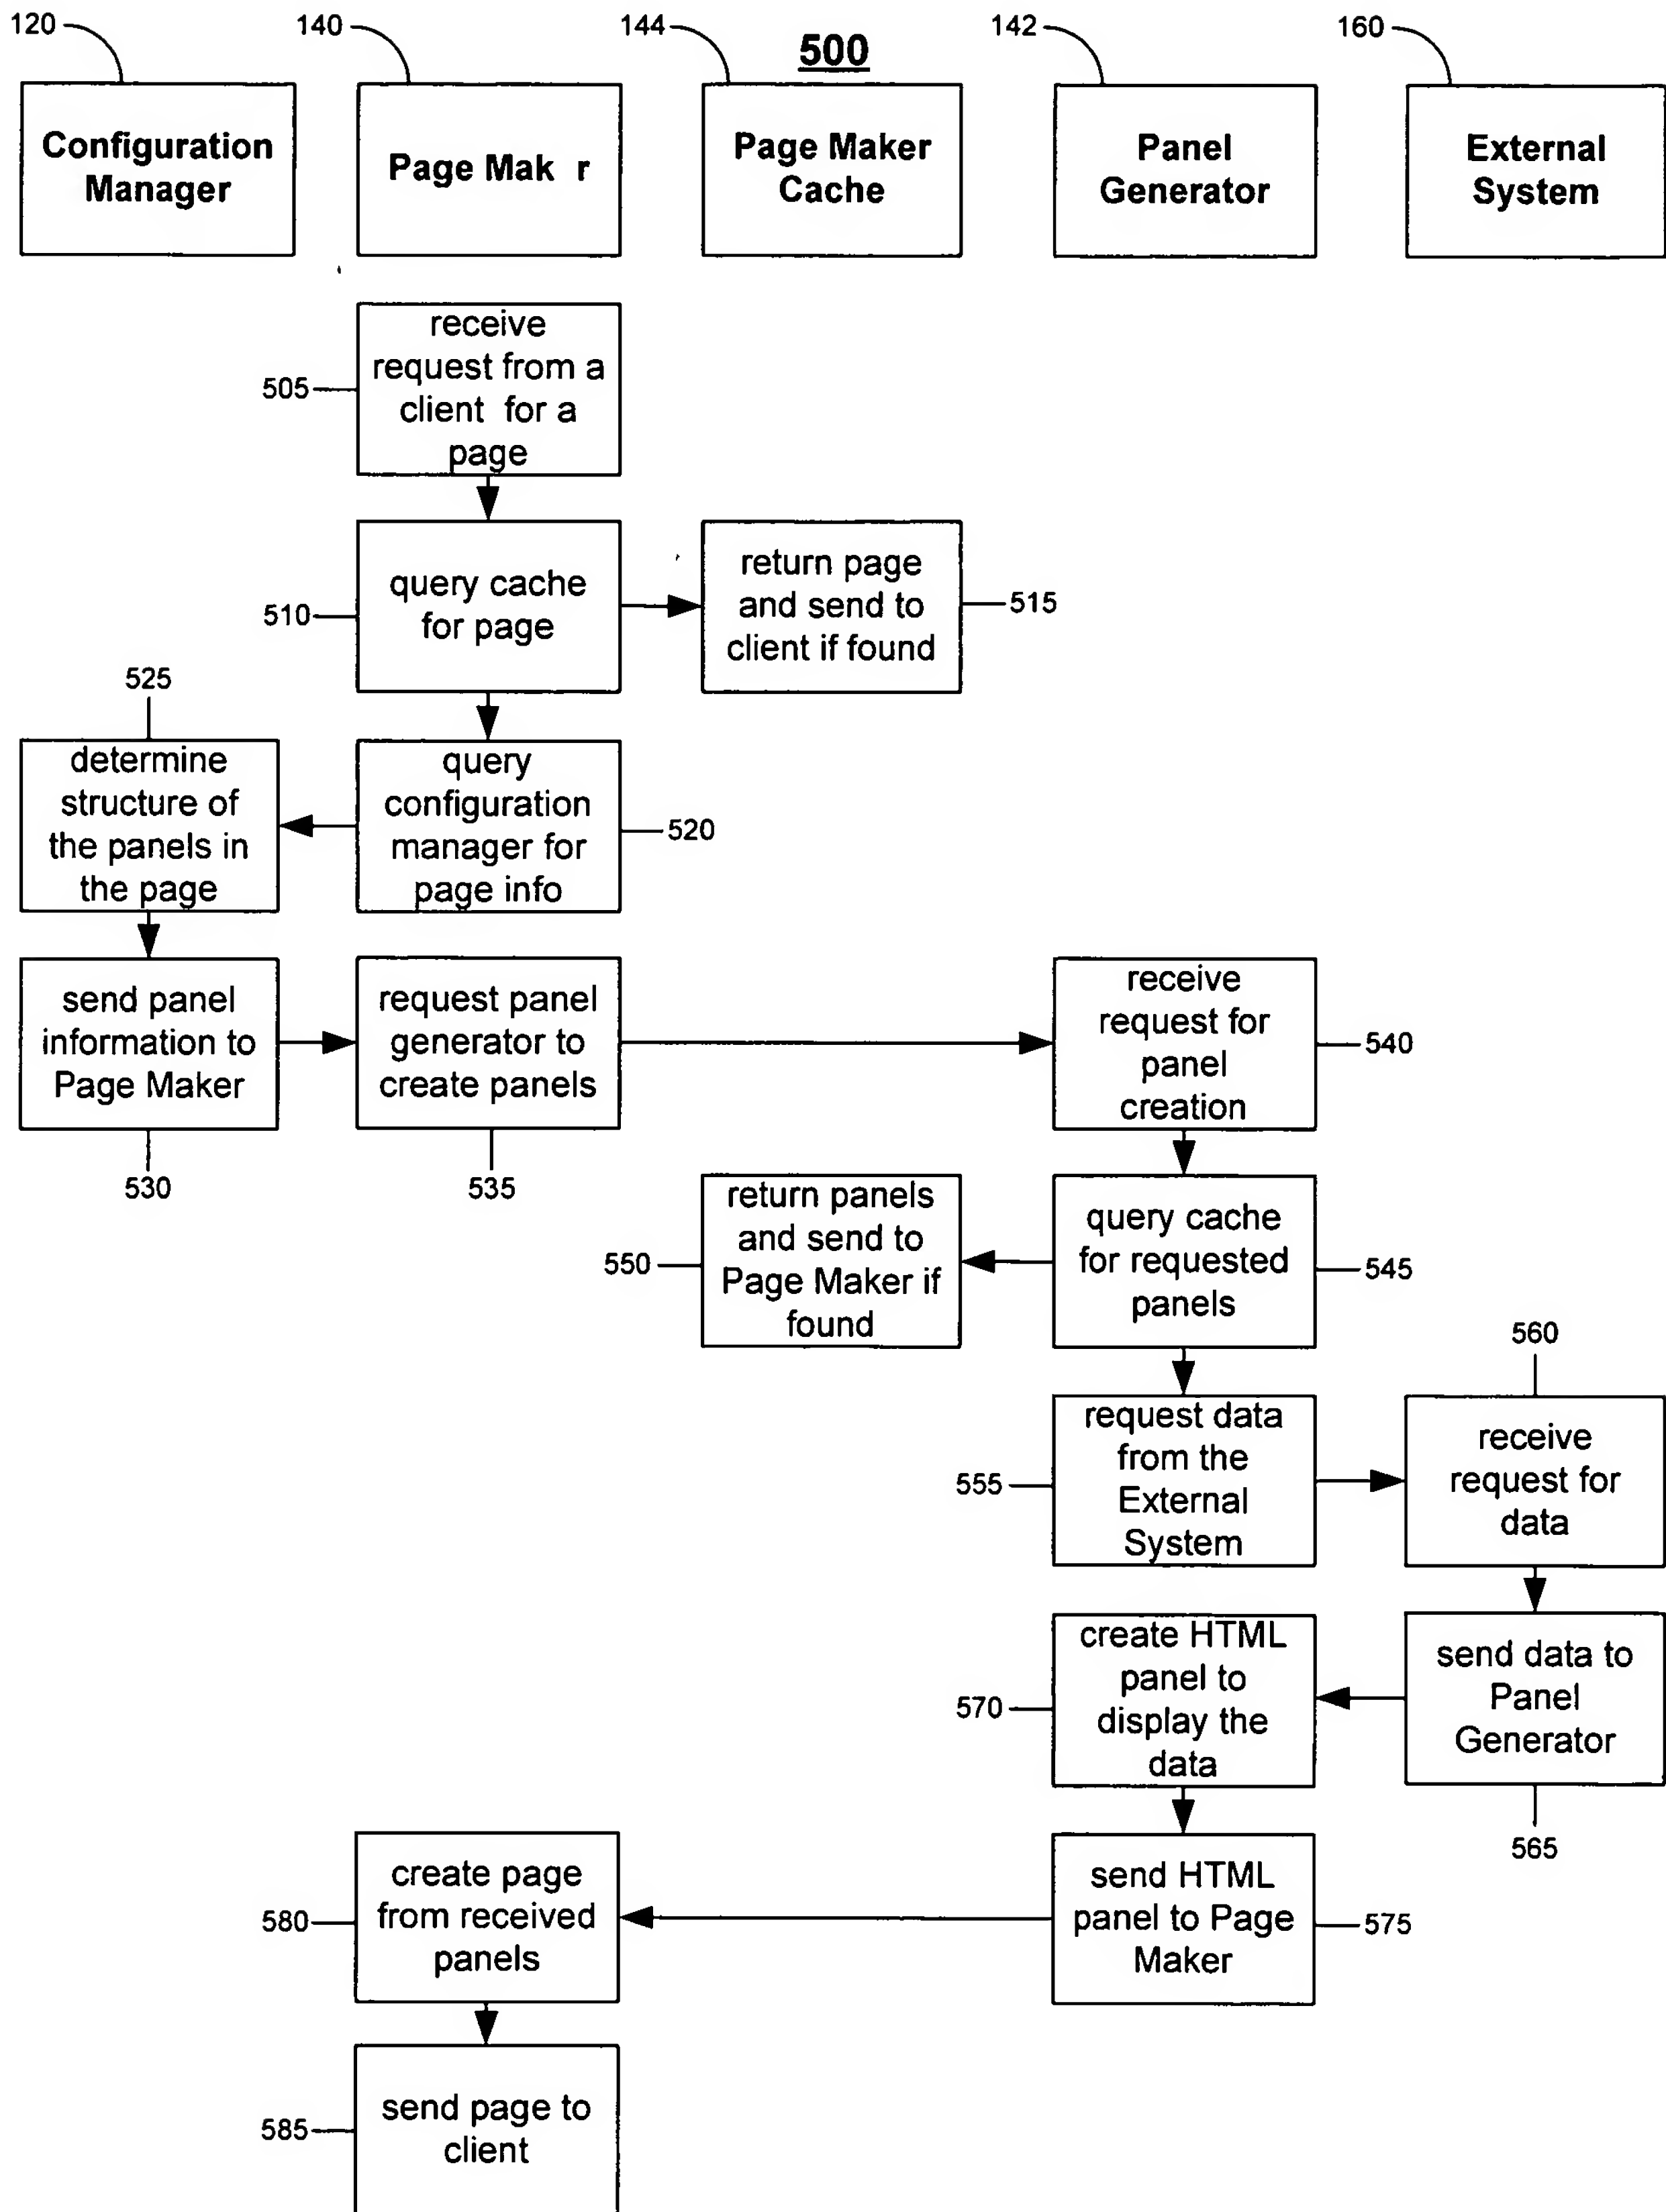 120
140
144
500
142
160
Configuration
Manager
Page Mak r
Page Maker
Cache
Panel
Generator
External
System
505
receive
request from a
client for a
page
510
query cache
for page
return page
and send to
client if found
515
525
determine
structure of
the panels in
the page
query
configuration
manager for
page info
520
send panel
information to
Page Maker
530
request panel
generator to
create panels
535
receive
request for
panel
creation
540
550
return panels
and send to
Page Maker if
found
query cache
for requested
panels
545
555
request data
from the
External
System
560
receive
request for
data
570
create HTML
panel to
display the
data
send data to
Panel
Generator
565
580
create page
from received
panels
send HTML
panel to Page
Maker
575
585
send page to
client